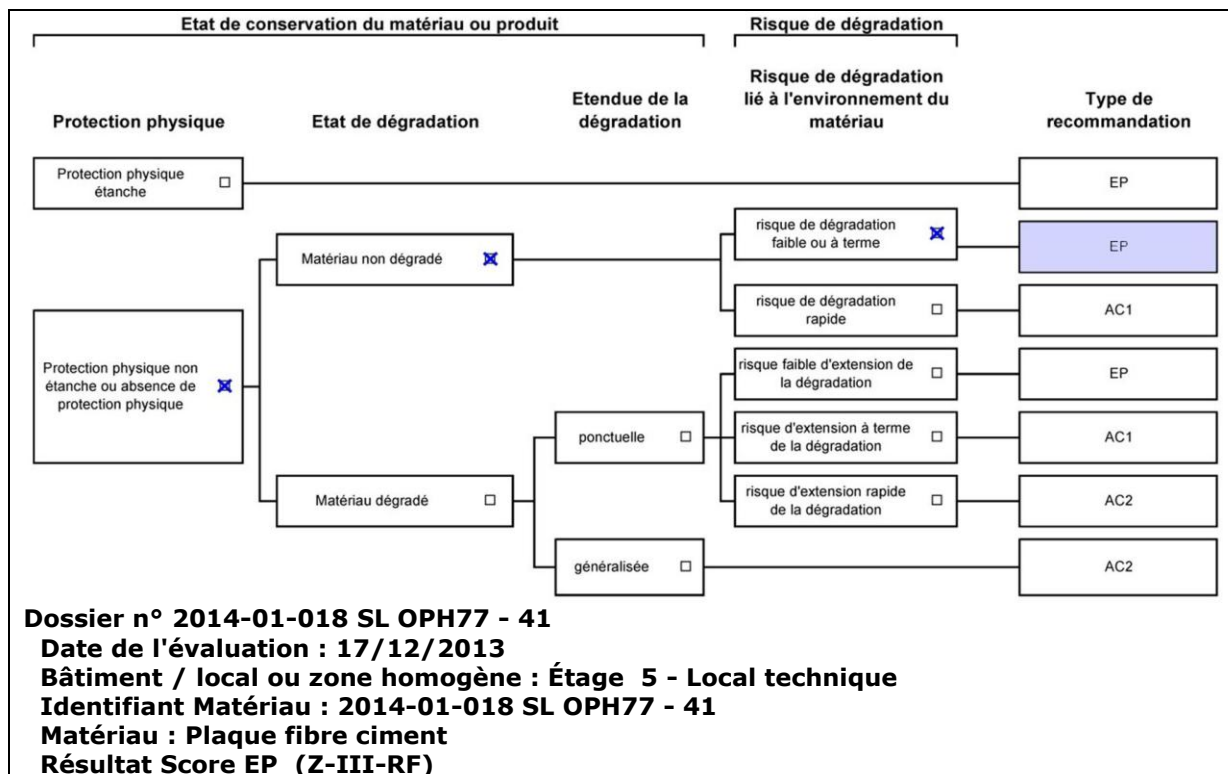 Etat de conservation du matériau ou produit
Risque de dégradation
Protection physique
Etat de dégradation
Etendue de la
dégradation
Risque de dégradation
lié à l'environnement du
matériau
Type de
recommandation
Protection physique
étanche
EP
risque de dégradation
faible ou à terme
EP
Matériau non dégradé
risque de dégradation
rapide
AC1
Protection physique non
étanche ou absence de
protection physique
risque faible d'extension de
la dégradation
EP
ponctuelle
risque d'extension à terme
de la dégradation
AC1
Matériau dégradé
risque d'extension rapide
de la dégradation
AC2
généralisée
AC2
Dossier n° 2014-01-018 SL OPH77 - 41
Date de l'évaluation : 17/12/2013
Bâtiment / local ou zone homogène : Étage 5 - Local technique
Identifiant Matériau : 2014-01-018 SL OPH77 - 41
Matériau : Plaque fibre ciment
Résultat Score EP (Z-III-RF)